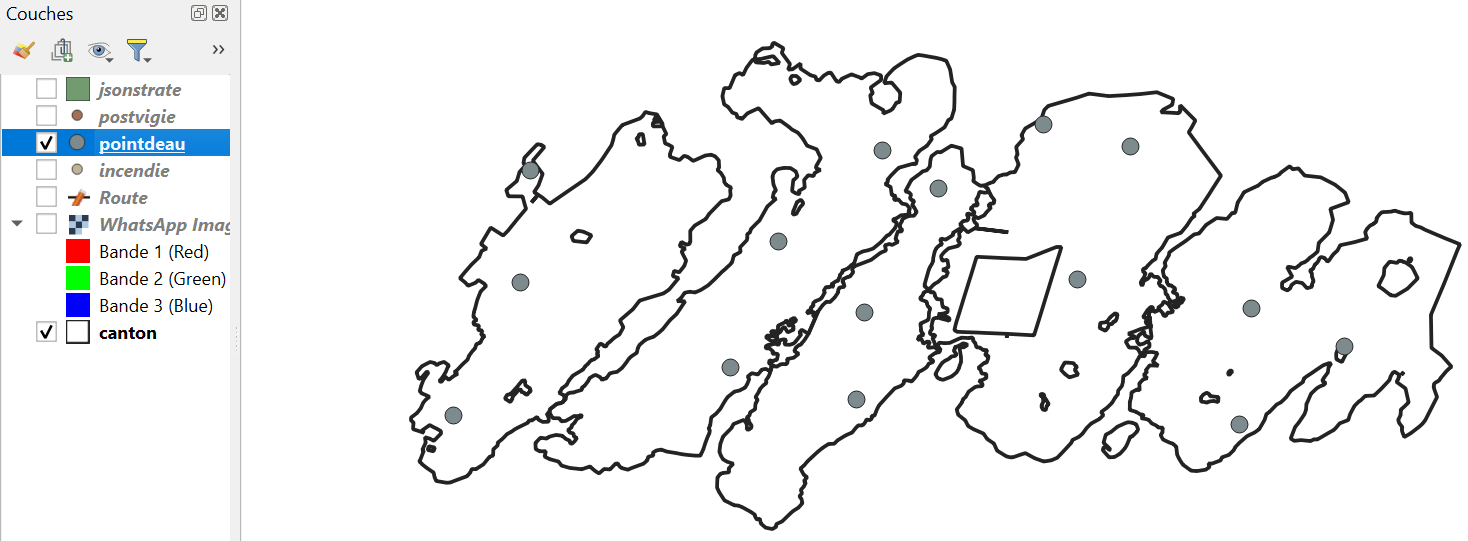 Couches
»
jsonstrate
postvigie
pointdeau
incendie
Route
WhatsApp Imag
Bande 1 (Red)
Bande 2 (Green)
Bande 3 (Blue)
canton